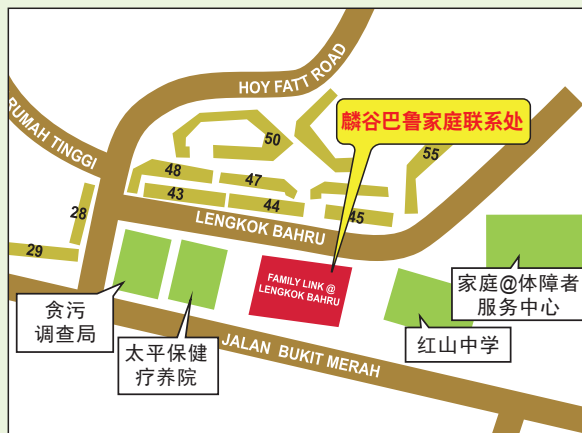 HOY FATT ROAD
RUMAH TINGGI
麟谷巴鲁家庭联系处
50
55
48
47
43
44
45
28
29
LENGKOK BAHRU
FAMILY LINK @
LENGKOK BAHRU
家庭@体障者
服务中心
贪污
调查局
太平保健
疗养院
红山中学
JALAN BUKIT MERAH